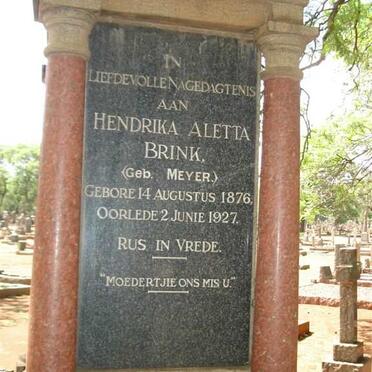 IN
LIEFDEVOLLE NAGEDAGTENIS
AAN
HENDRIKA ALETTA
BRINK,
(GEB. MEYER.)
GEBORE 14 AUGUSTUS 1876,
OORLEDE 2 JUNIE 1927.
RUS IN VREDE.
"MOEDERTJIE ONS MIS U."